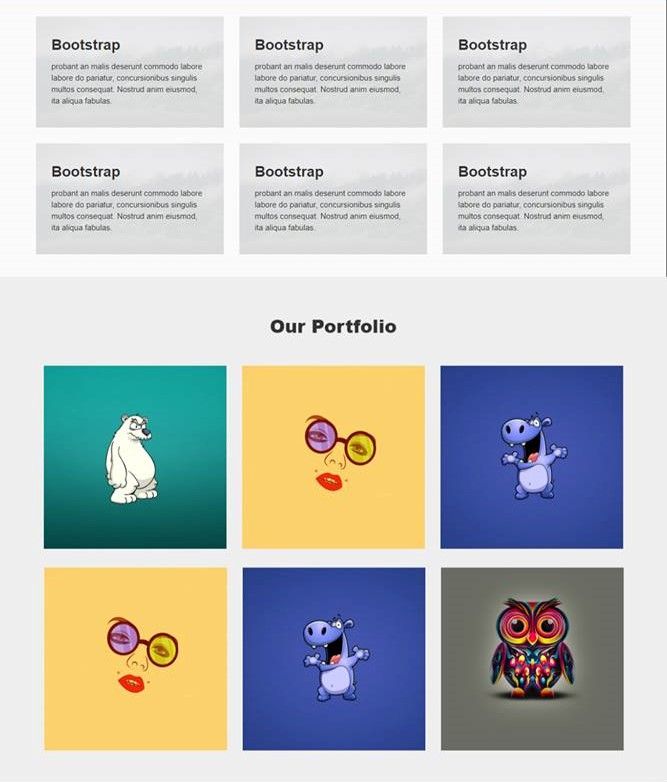 Bootstrap
probant an malis deserunt commodo labore
labore do pariatur, concursionibus singulis
multos consequat. Nostrud anim eiusmod,
ita aliqua fabulas.
Bootstrap
probant an malis deserunt commodo labore
labore do pariatur, concursionibus singulis
multos consequat. Nostrud anim eiusmod,
ita aliqua fabulas.
Bootstrap
probant an malis deserunt commodo labore
labore do pariatur, concursionibus singulis
multos consequat. Nostrud anim eiusmod,
ita aliqua fabulas.
Bootstrap
probant an malis deserunt commodo labore
labore do pariatur, concursionibus singulis
multos consequat. Nostrud anim eiusmod,
ita aliqua fabulas.
Bootstrap
probant an malis deserunt commodo labore
labore do pariatur, concursionibus singulis
multos consequat. Nostrud anim eiusmod,
ita aliqua fabulas.
Bootstrap
probant an malis deserunt commodo labore
labore do pariatur, concursionibus singulis
multos consequat. Nostrud anim eiusmod,
ita aliqua fabulas.
Our Portfolio